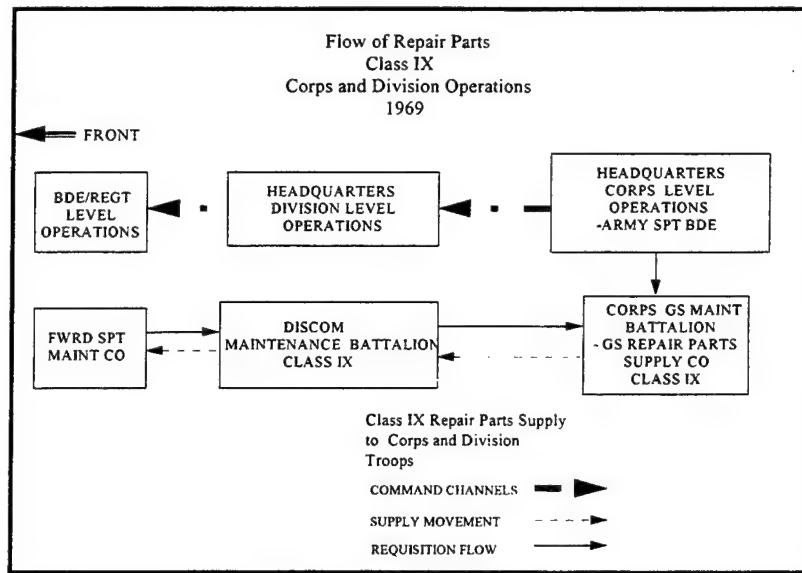 Flow of Repair Parts
Class IX
Corps and Division Operations
1969
FRONT
BDE/REGT
LEVEL
OPERATIONS
HEADQUARTERS
DIVISION LEVEL
OPERATIONS
HEADQUARTERS
CORPS LEVEL
OPERATIONS
-ARMY SPT BDE
FWRD SPT
MAINT CO
DISCOM
MAINTENANCE BATTALION
CLASS IX
CORPS GS MAINT
BATTALION
- GS REPAIR PARTS
SUPPLY CO
CLASS IX
Class IX Repair Parts Supply
to Corps and Division
Troops
COMMAND CHANNELS
SUPPLY MOVEMENT
REQUISITION FLOW